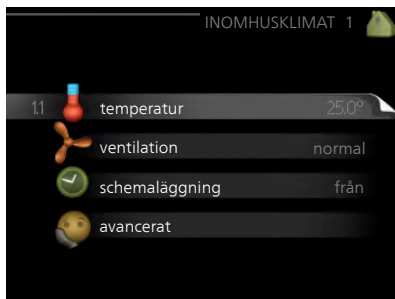 INOMHUSKLIMAT 1
1.1 temperatur 25.0°
ventilation normal
schemaläggning från
avancerat